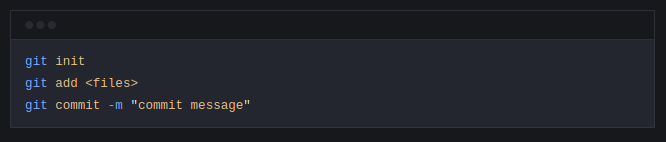 git init
git add <files>
git commit -m "commit message"